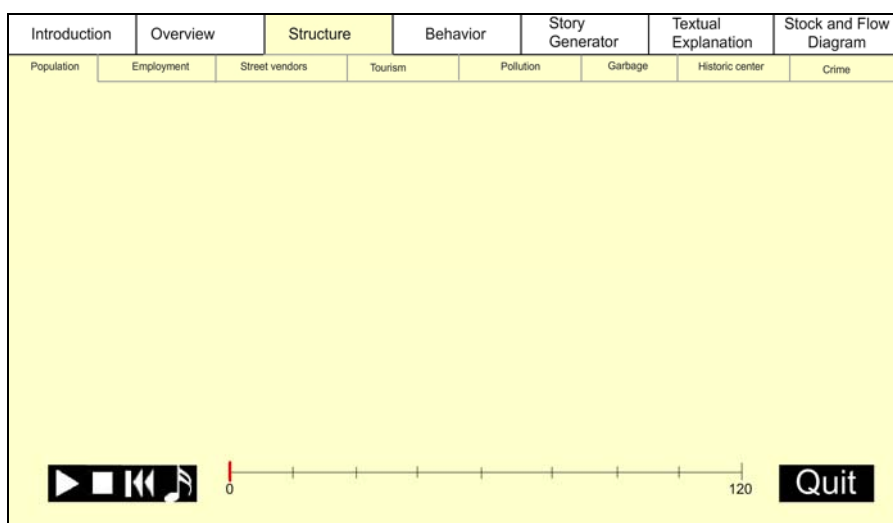 Introduction Overview Structure Behavior Story Generator Textual Explanation Stock and Flow Diagram
Population Employment Street vendors Tourism Pollution Garbage Historic center Crime
0 120 Quit